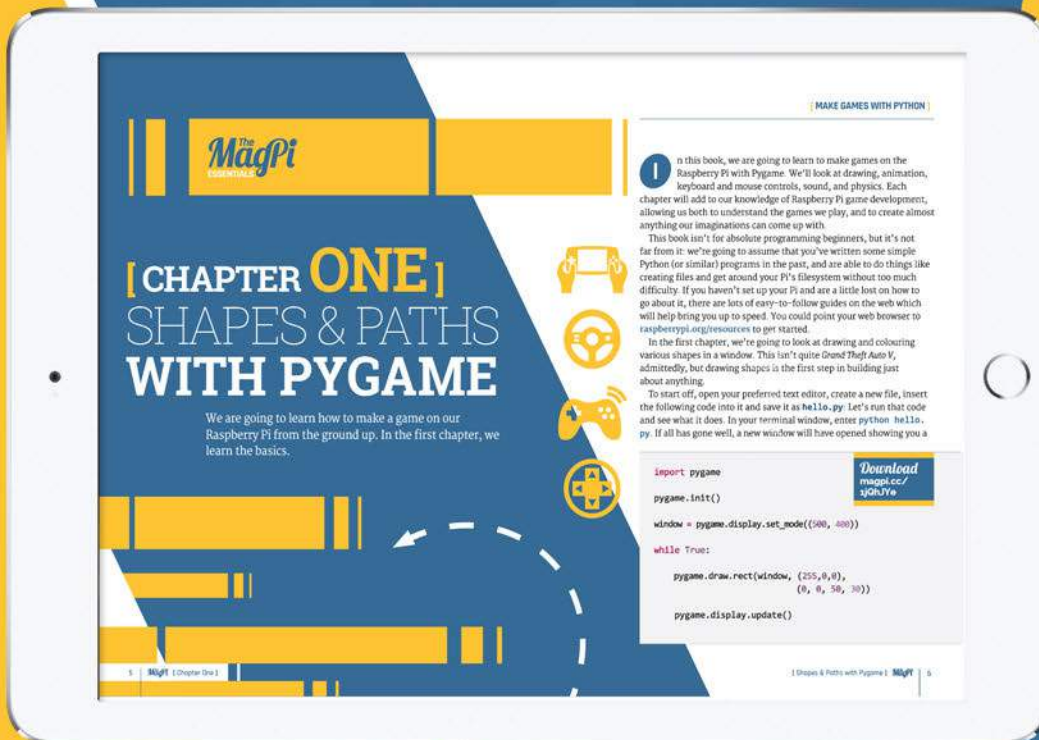 The
MagPi
ESSENTIALS
[ CHAPTER ONE ]
SHAPES & PATHS
WITH PYGAME
We are going to learn how to make a game on our
Raspberry Pi from the ground up. In the first chapter, we
learn the basics.
5 MagPi [ Chapter One ]
[ MAKE GAMES WITH PYTHON ]
In this book, we are going to learn to make games on the
Raspberry Pi with Pygame. We'll look at drawing, animation,
keyboard and mouse controls, sound, and physics. Each
chapter will add to our knowledge of Raspberry Pi game development,
allowing us both to understand the games we play, and to create almost
anything our imaginations can come up with.
This book isn't for absolute programming beginners, but it's not
far from it: we're going to assume that you've written some simple
Python (or similar) programs in the past, and are able to do things like
creating files and get around your Pi's filesystem without too much
difficulty. If you haven't set up your Pi and are a little lost on how to
go about it, there are lots of easy-to-follow guides on the web which
will help bring you up to speed. You could point your web browser to
raspberrypi.org/resources to get started.
In the first chapter, we're going to look at drawing and colouring
various shapes in a window. This isn't quite Grand Theft Auto V,
admittedly, but drawing shapes is the first step in building just
about anything.
To start off, open your preferred text editor, create a new file, insert
the following code into it and save it as hello.py: Let's run that code
and see what it does. In your terminal window, enter python hello.
py. If all has gone well, a new window will have opened showing you a
Download
magpi.cc/
1jQhJYe
import pygame
pygame.init()
window = pygame.display.set_mode((500, 400))
while True:
pygame.draw.rect(window, (255,0,0),
(0, 0, 50, 30))
pygame.display.update()
[ Shapes & Paths with Pygame ] MagPi 6